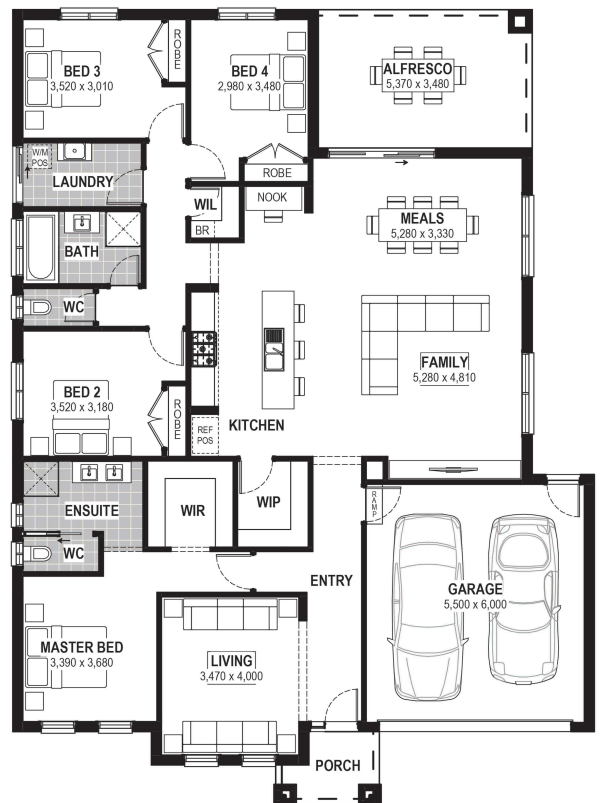 BED 3
3,520 x 3,010
ROBE
BED 4
2,980 x 3,480
ROBE
ALFRESCO
5,370 x 3,480
W/M
POS
LAUNDRY
WIL
BR
NOOK
MEALS
5,280 x 3,330
BATH
WC
FAMILY
5,280 x 4,810
BED 2
3,520 x 3,180
ROBE
REF
POS
KITCHEN
ENSUITE
WC
WIR
WIP
RAMP
ENTRY
GARAGE
5,500 x 6,000
MASTER BED
3,390 x 3,680
LIVING
3,470 x 4,000
PORCH